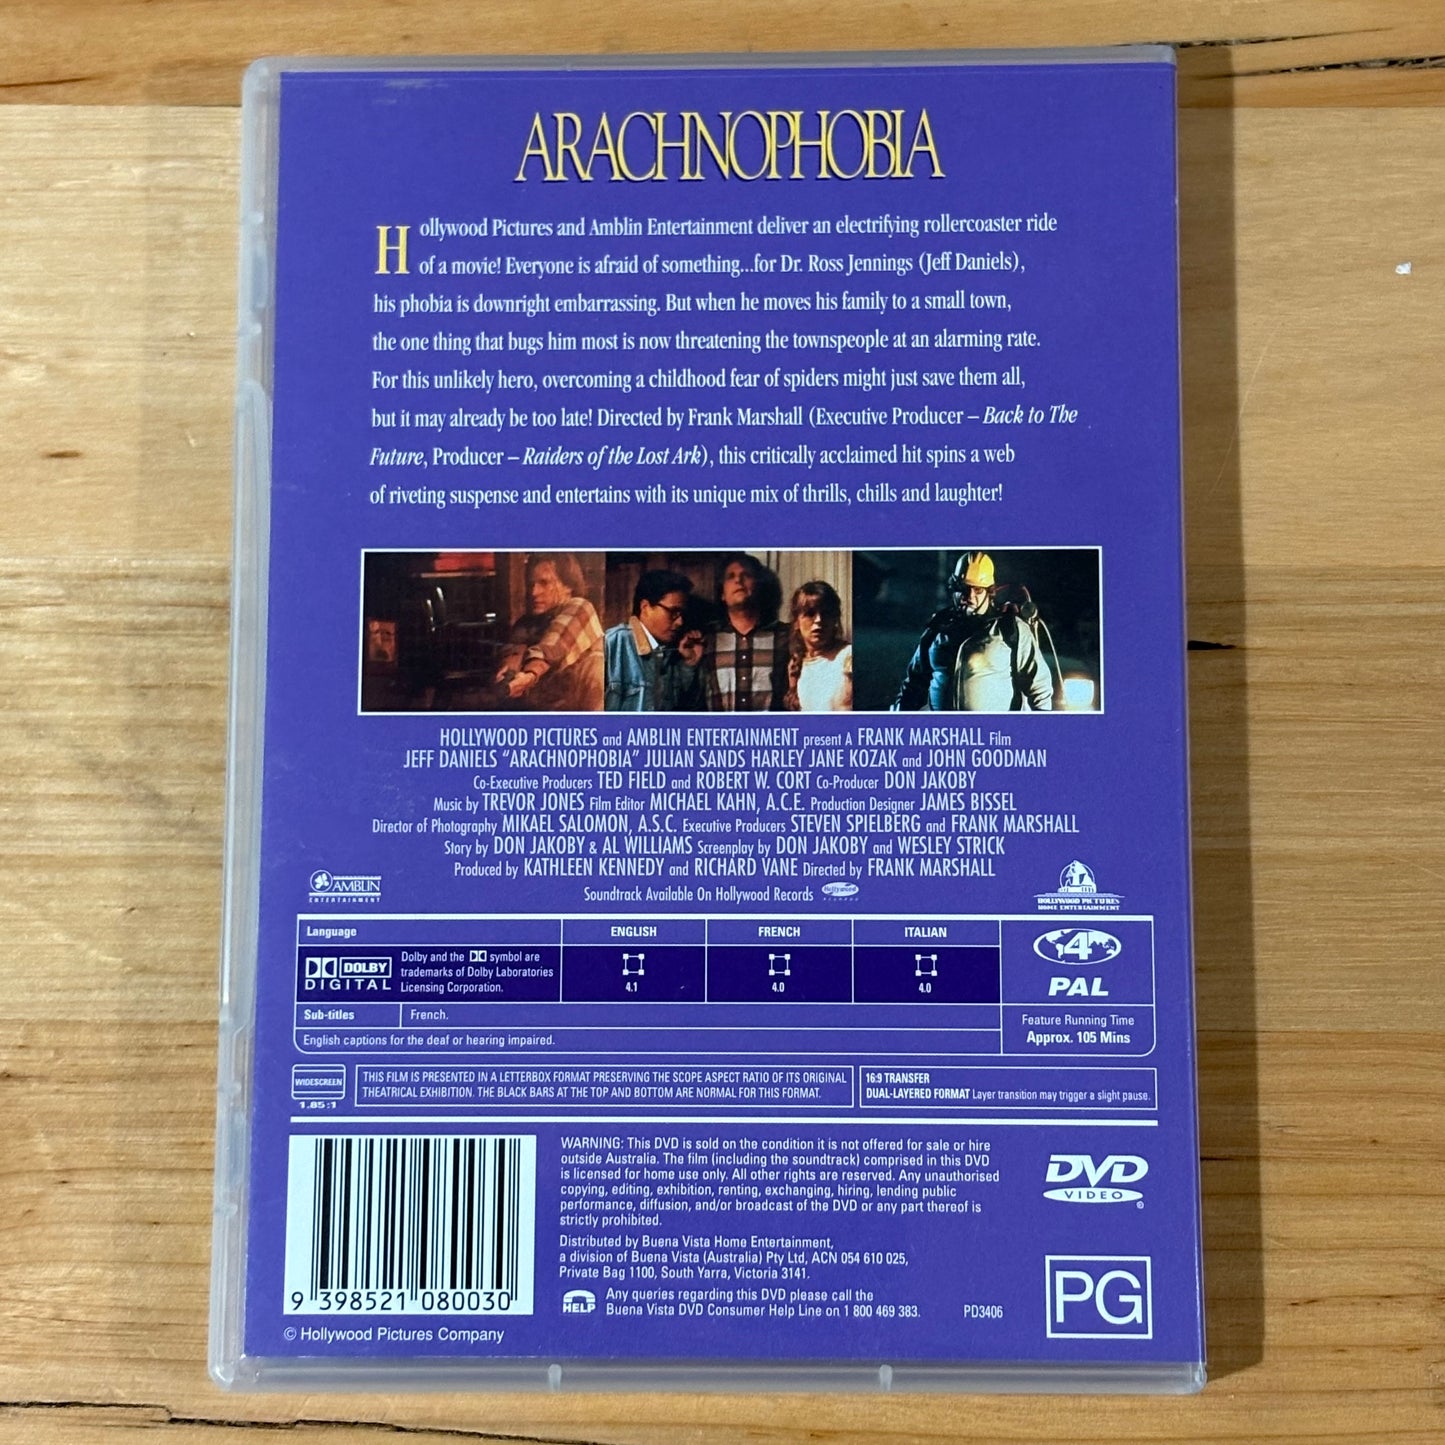 ARACHNOPHOBIA
Hollywood Pictures and Amblin Entertainment deliver an electrifying rollercoaster ride
of a movie! Everyone is afraid of something...for Dr. Ross Jennings (Jeff Daniels),
his phobia is downright embarrassing. But when he moves his family to a small town,
the one thing that bugs him most is now threatening the townspeople at an alarming rate.
For this unlikely hero, overcoming a childhood fear of spiders might just save them all,
but it may already be too late! Directed by Frank Marshall (Executive Producer – Back to The
Future, Producer – Raiders of the Lost Ark), this critically acclaimed hit spins a web
of riveting suspense and entertains with its unique mix of thrills, chills and laughter!
HOLLYWOOD PICTURES and AMBLIN ENTERTAINMENT present A FRANK MARSHALL Film
JEFF DANIELS "ARACHNOPHOBIA" JULIAN SANDS HARLEY JANE KOZAK and JOHN GOODMAN
Co-Executive Producers TED FIELD and ROBERT W. CORT Co-Producer DON JAKOBY
Music by TREVOR JONES Film Editor MICHAEL KAHN, A.C.E. Production Designer JAMES BISSEL
Director of Photography MIKAEL SALOMON, A.S.C. Executive Producers STEVEN SPIELBERG and FRANK MARSHALL
Story by DON JAKOBY & AL WILLIAMS Screenplay by DON JAKOBY and WESLEY STRICK
Produced by KATHLEEN KENNEDY and RICHARD VANE Directed by FRANK MARSHALL
Soundtrack Available On Hollywood Records
Hollywood
RECORDS
AMBLIN
ENTERTAINMENT
HOLLYWOOD PICTURES
HOME ENTERTAINMENT
Language
ENGLISH
FRENCH
ITALIAN
DOLBY
DIGITAL
Dolby and the symbol are
trademarks of Dolby Laboratories
Licensing Corporation.
4.1
4.0
4.0
4
PAL
Sub-titles
French.
English captions for the deaf or hearing impaired.
Feature Running Time
Approx. 105 Mins
WIDESCREEN
1.85:1
THIS FILM IS PRESENTED IN A LETTERBOX FORMAT PRESERVING THE SCOPE ASPECT RATIO OF ITS ORIGINAL
THEATRICAL EXHIBITION. THE BLACK BARS AT THE TOP AND BOTTOM ARE NORMAL FOR THIS FORMAT.
16:9 TRANSFER
DUAL-LAYERED FORMAT Layer transition may trigger a slight pause.
WARNING: This DVD is sold on the condition it is not offered for sale or hire
outside Australia. The film (including the soundtrack) comprised in this DVD
is licensed for home use only. All other rights are reserved. Any unauthorised
copying, editing, exhibition, renting, exchanging, hiring, lending public
performance, diffusion, and/or broadcast of the DVD or any part thereof is
strictly prohibited.
Distributed by Buena Vista Home Entertainment,
a division of Buena Vista (Australia) Pty Ltd, ACN 054 610 025,
Private Bag 1100, South Yarra, Victoria 3141.
HELP
Any queries regarding this DVD please call the
Buena Vista DVD Consumer Help Line on 1 800 469 383.
PD3406
DVD
VIDEO
PG
9 398521 080030
© Hollywood Pictures Company